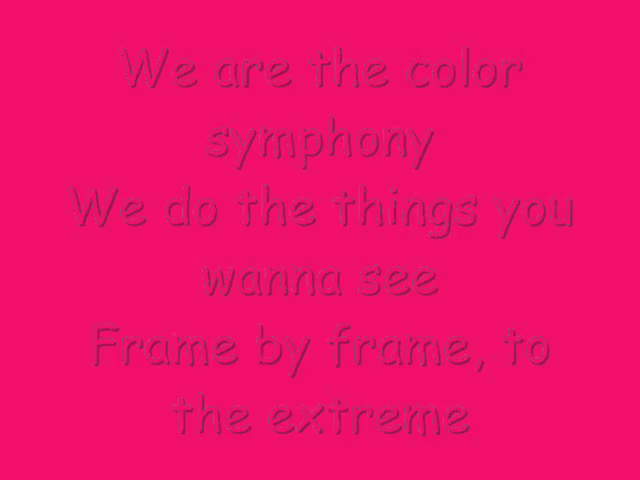 We are the color
symphony
We do the things you
wanna see
Frame by frame, to
the extreme